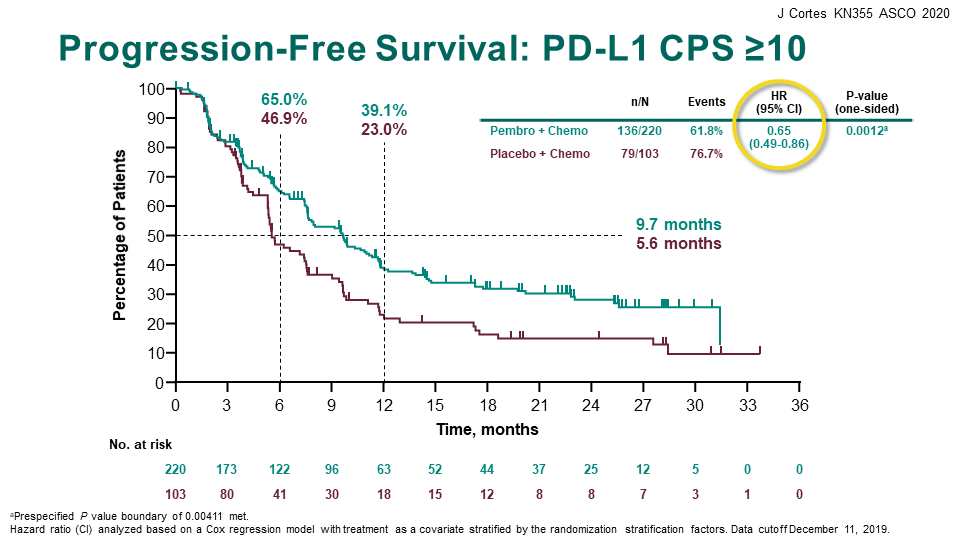 J Cortes KN355 ASCO 2020
Progression-Free Survival: PD-L1 CPS ≥10
n/N Events HR (95% CI) P-value (one-sided)
Pembro + Chemo 136/220 61.8% 0.65 (0.49-0.86) 0.0012ᵃ
Placebo + Chemo 79/103 76.7%
65.0%
46.9%
39.1%
23.0%
9.7 months
5.6 months
Percentage of Patients
100
90
80
70
60
50
40
30
20
10
0
0 3 6 9 12 15 18 21 24 27 30 33 36
Time, months
No. at risk
220 173 122 96 63 52 44 37 25 12 5 0 0
103 80 41 30 18 15 12 8 8 7 3 1 0
ᵃPrespecified P value boundary of 0.00411 met.
Hazard ratio (CI) analyzed based on a Cox regression model with treatment as a covariate stratified by the randomization stratification factors. Data cutoff December 11, 2019.